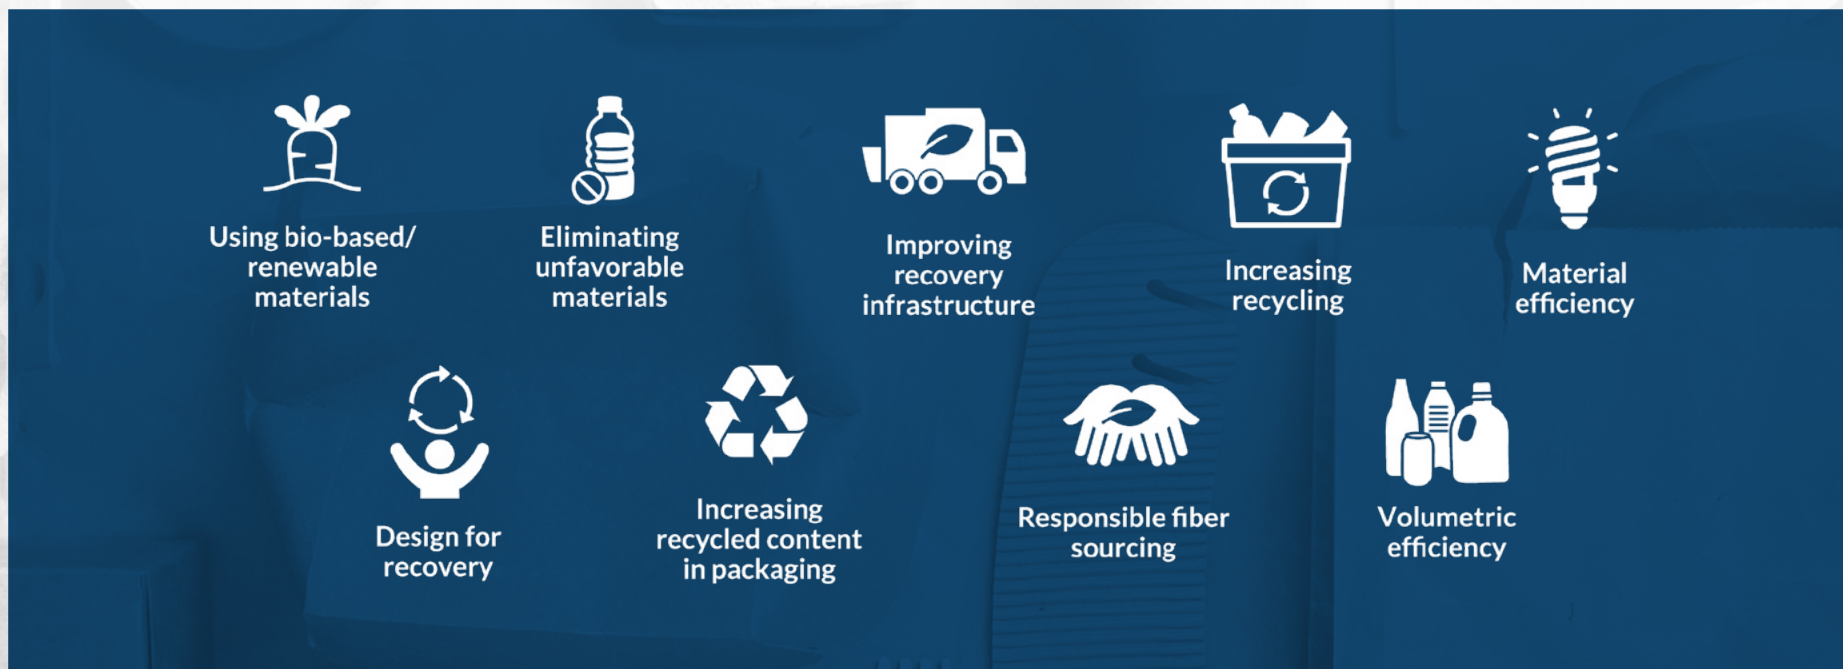 Using bio-based/
renewable
materials
Eliminating
unfavorable
materials
Improving
recovery
infrastructure
Increasing
recycling
Material
efficiency
Design for
recovery
Increasing
recycled content
in packaging
Responsible fiber
sourcing
Volumetric
efficiency